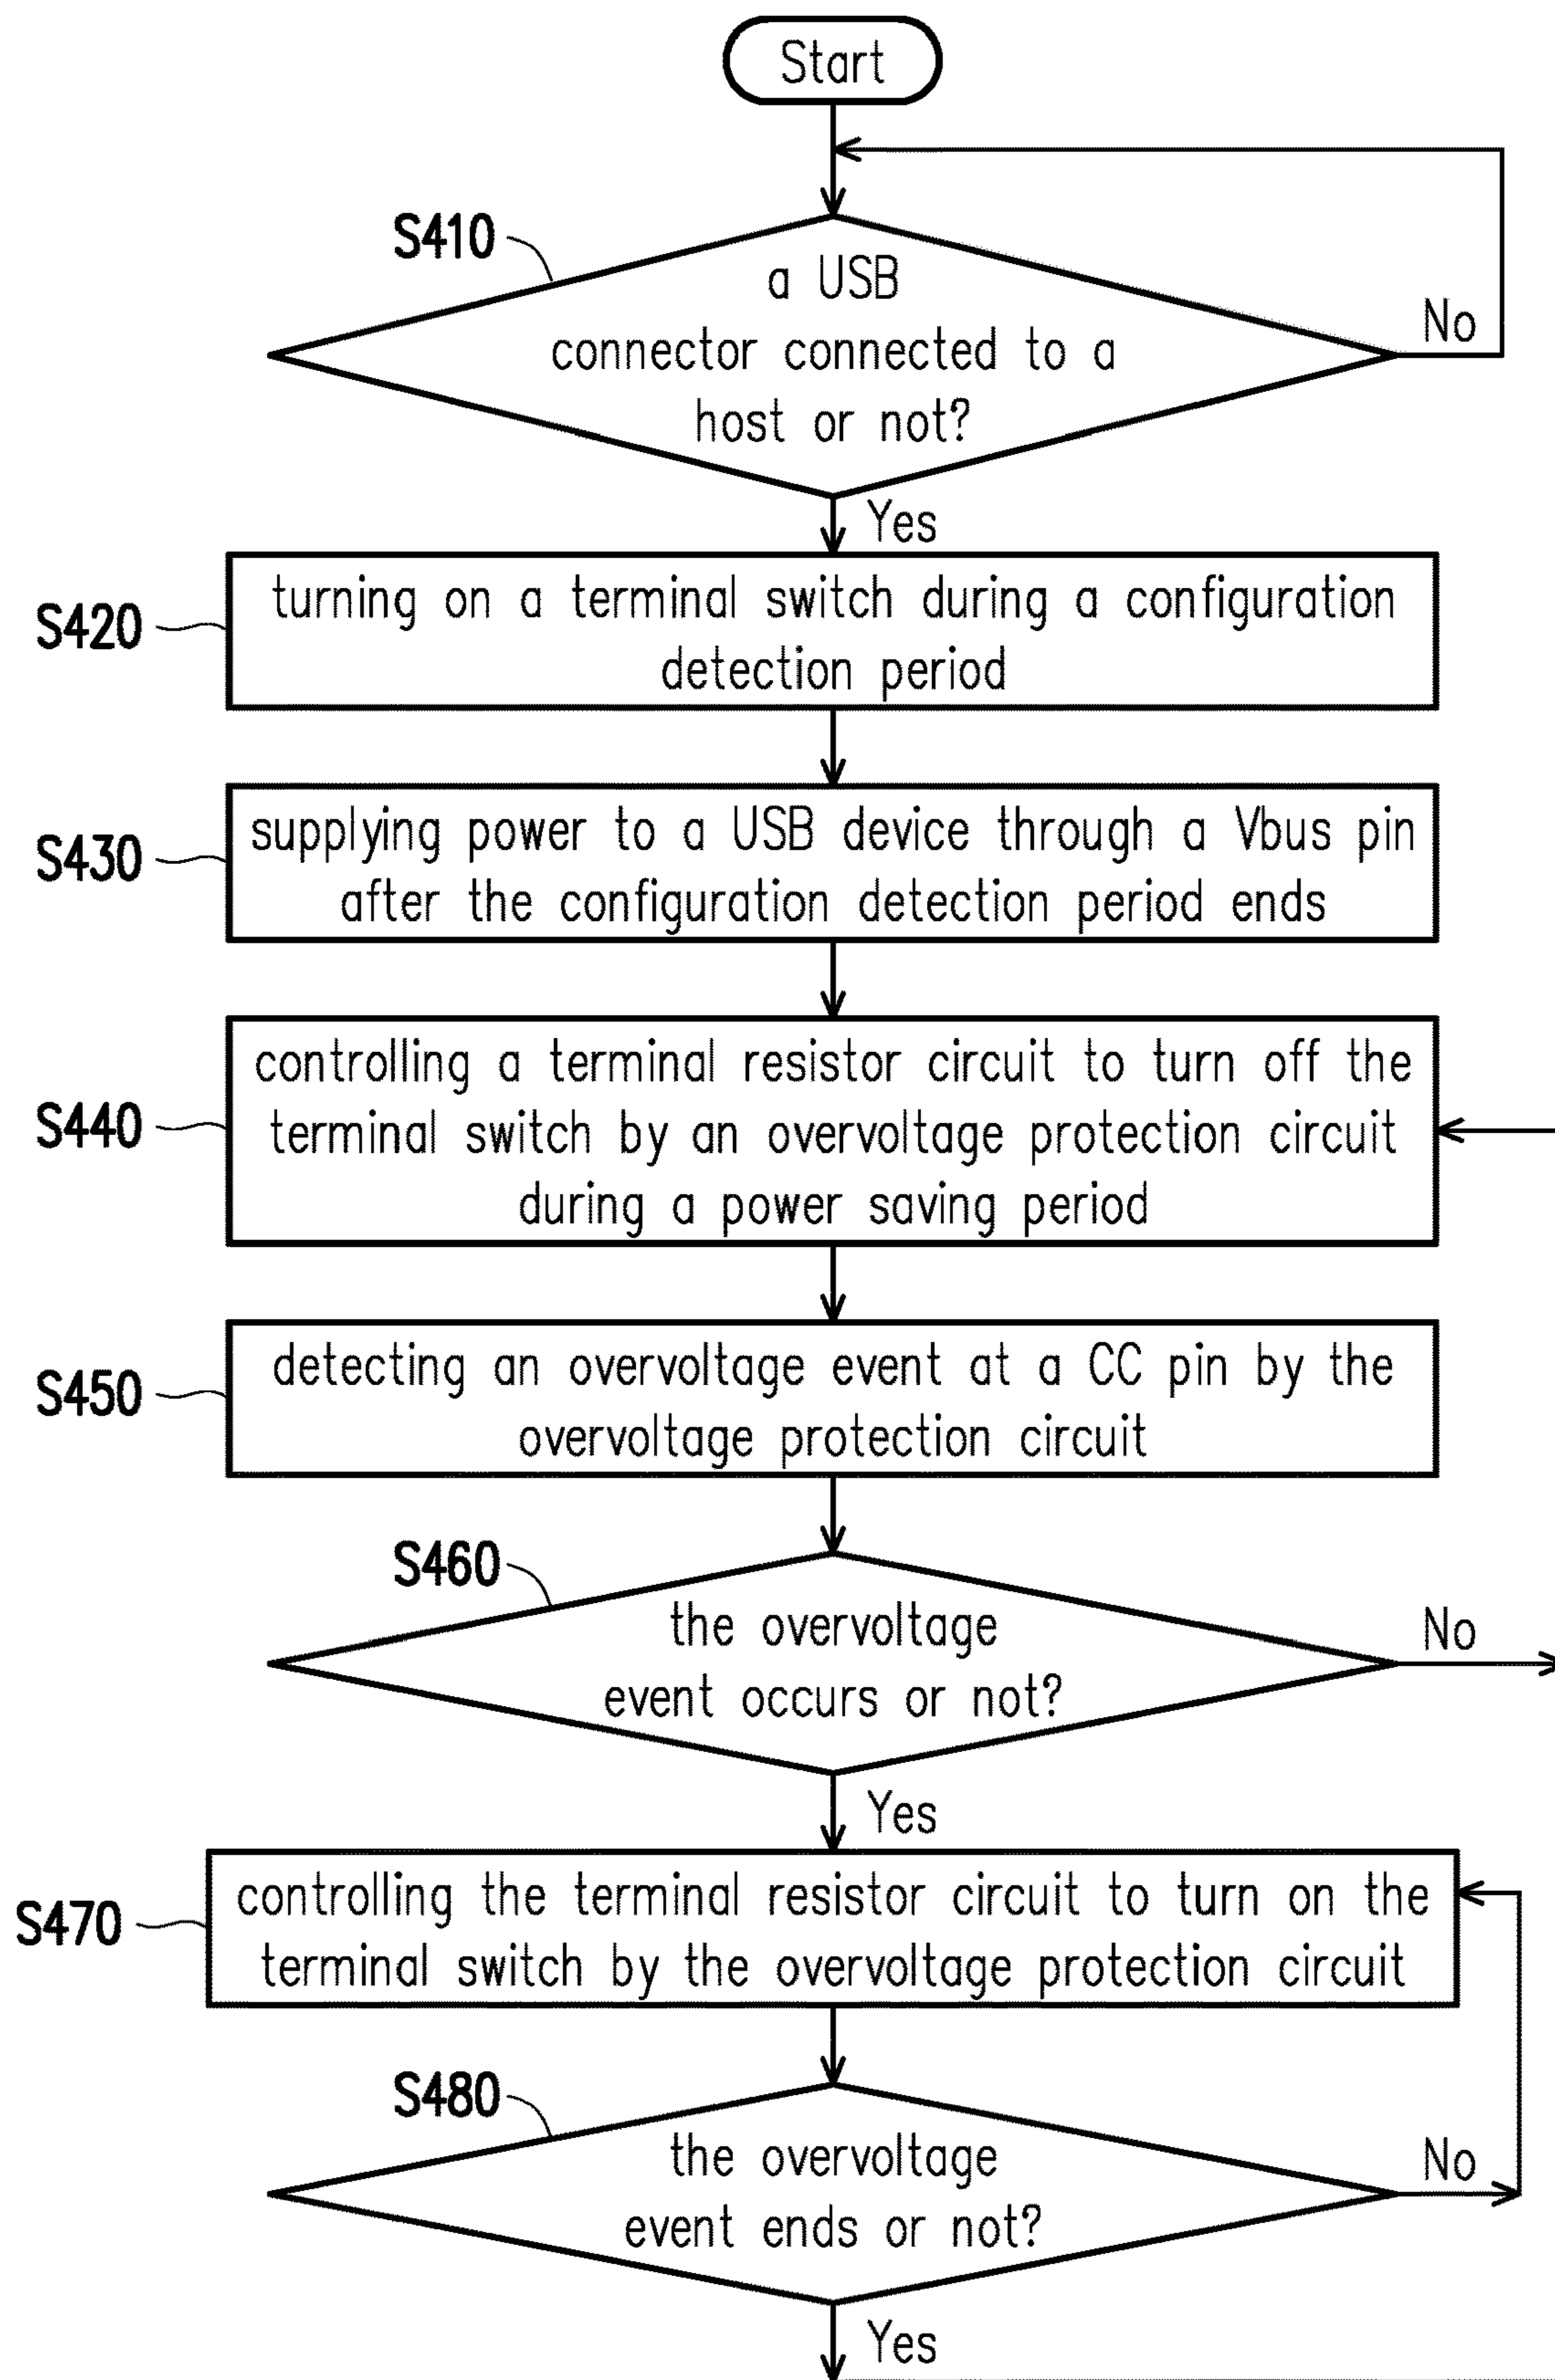 Start
S410
a USB
connector connected to a
host or not?
No
Yes
S420
turning on a terminal switch during a configuration
detection period
S430
supplying power to a USB device through a Vbus pin
after the configuration detection period ends
S440
controlling a terminal resistor circuit to turn off the
terminal switch by an overvoltage protection circuit
during a power saving period
S450
detecting an overvoltage event at a CC pin by the
overvoltage protection circuit
S460
the overvoltage
event occurs or not?
No
Yes
S470
controlling the terminal resistor circuit to turn on the
terminal switch by the overvoltage protection circuit
S480
the overvoltage
event ends or not?
No
Yes